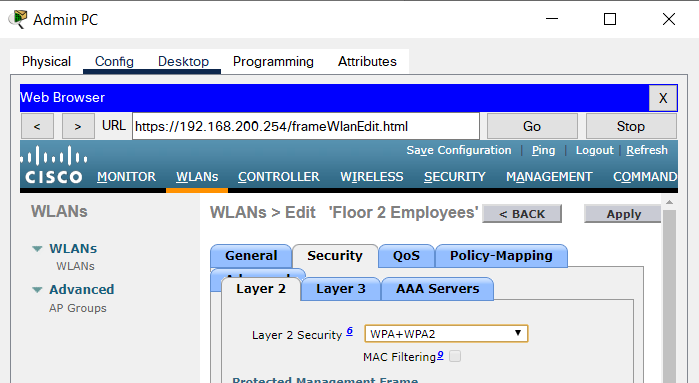 Admin PC
Physical Config Desktop Programming Attributes
Web Browser X
< > URL https://192.168.200.254/frameWlanEdit.html Go Stop
Save Configuration | Ping | Logout | Refresh
CISCO MONITOR WLANs CONTROLLER WIRELESS SECURITY MANAGEMENT COMMAND
WLANs WLANs > Edit 'Floor 2 Employees' < BACK Apply
WLANs
WLANs
Advanced
AP Groups
General Security QoS Policy-Mapping
Advanced
Layer 2 Layer 3 AAA Servers
Layer 2 Security 6 WPA+WPA2
MAC Filtering 9
Protected Management Frame